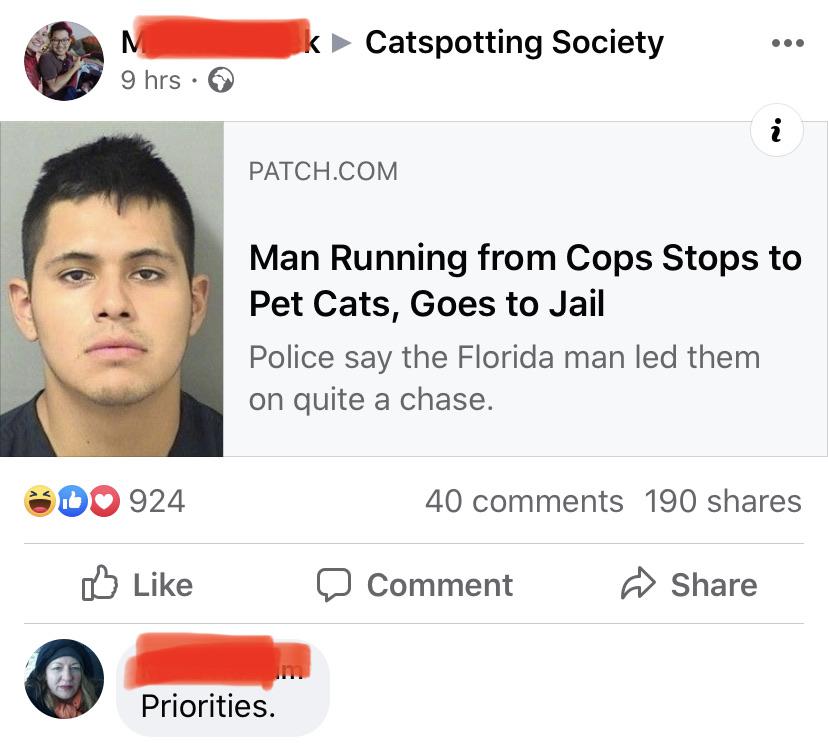 Catspotting Society
9 hrs ·
PATCH.COM
Man Running from Cops Stops to
Pet Cats, Goes to Jail
Police say the Florida man led them
on quite a chase.
924 40 comments 190 shares
Like Comment Share
Priorities.